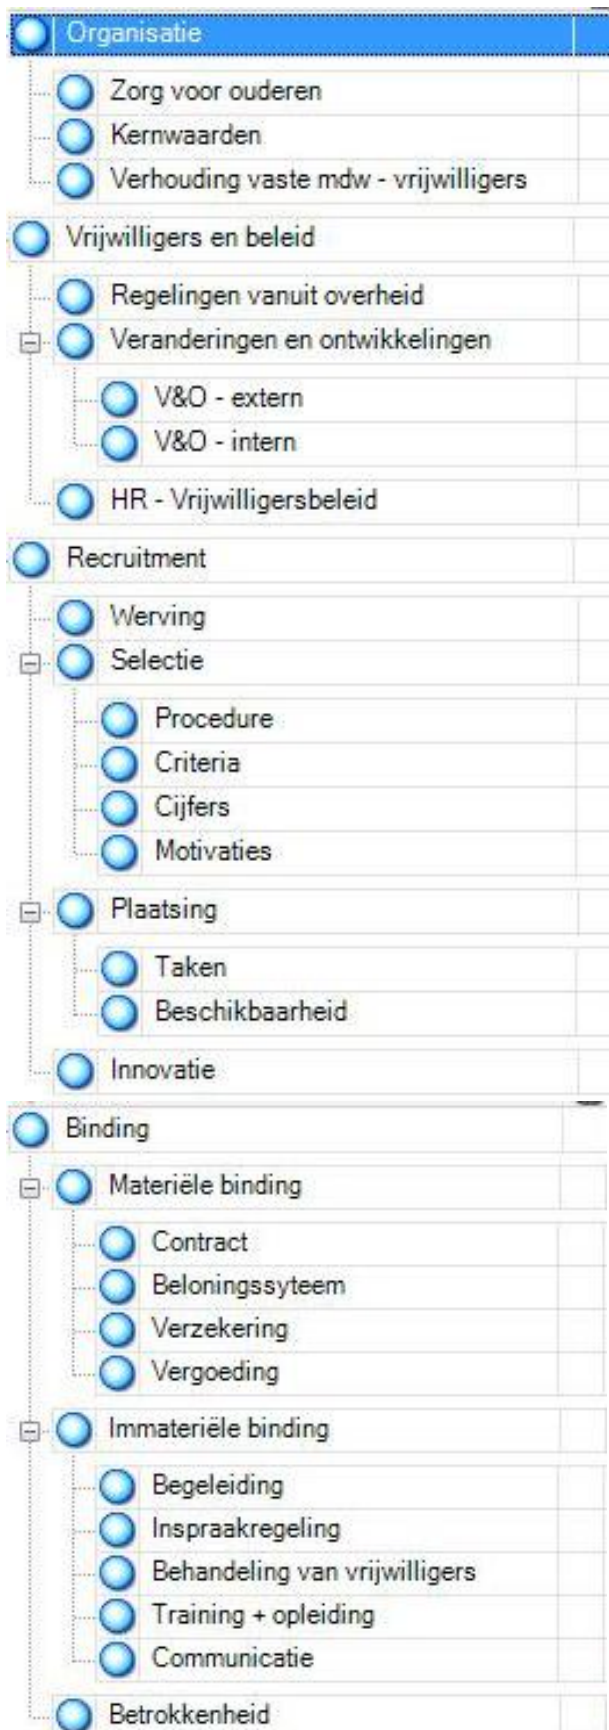 Organisatie
Zorg voor ouderen
Kernwaarden
Verhouding vaste mdw - vrijwilligers
Vrijwilligers en beleid
Regelingen vanuit overheid
Veranderingen en ontwikkelingen
V&O - extern
V&O - intern
HR - Vrijwilligersbeleid
Recruitment
Werving
Selectie
Procedure
Criteria
Cijfers
Motivaties
Plaatsing
Taken
Beschikbaarheid
Innovatie
Binding
Materiële binding
Contract
Beloningssyteem
Verzekering
Vergoeding
Immateriële binding
Begeleiding
Inspraakregeling
Behandeling van vrijwilligers
Training + opleiding
Communicatie
Betrokkenheid